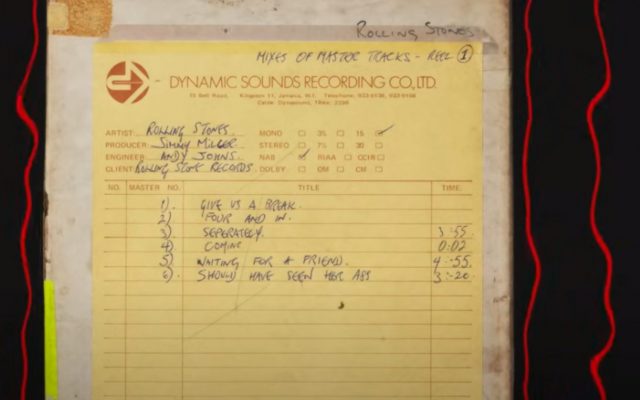 ROLLING STONES
MIXES OF MASTER TRACKS - REEL 1
DYNAMIC SOUNDS RECORDING CO., LTD.
15 Bell Road, Kingston 11, Jamaica, W.I. Telephone:
ARTIST: ROLLING STONES. MONO 3¾ 15 ✓
PRODUCER: JIMMY MILLER STEREO 7½ 30
ENGINEER: ANDY JOHNS. NAB ✓ RIAA CCIR
CLIENT: ROLLING STONE RECORDS. DOLBY OM CM
NO. MASTER NO. TITLE TIME:
1). GIVE US A BREAK.
2) FOUR AND IN.
3) SEPERATELY. 3:55
4) COMING 0:02
5) WAITING FOR A FRIEND. 4:55.
6). SHOULD HAVE SEEN HER ASS 3:20